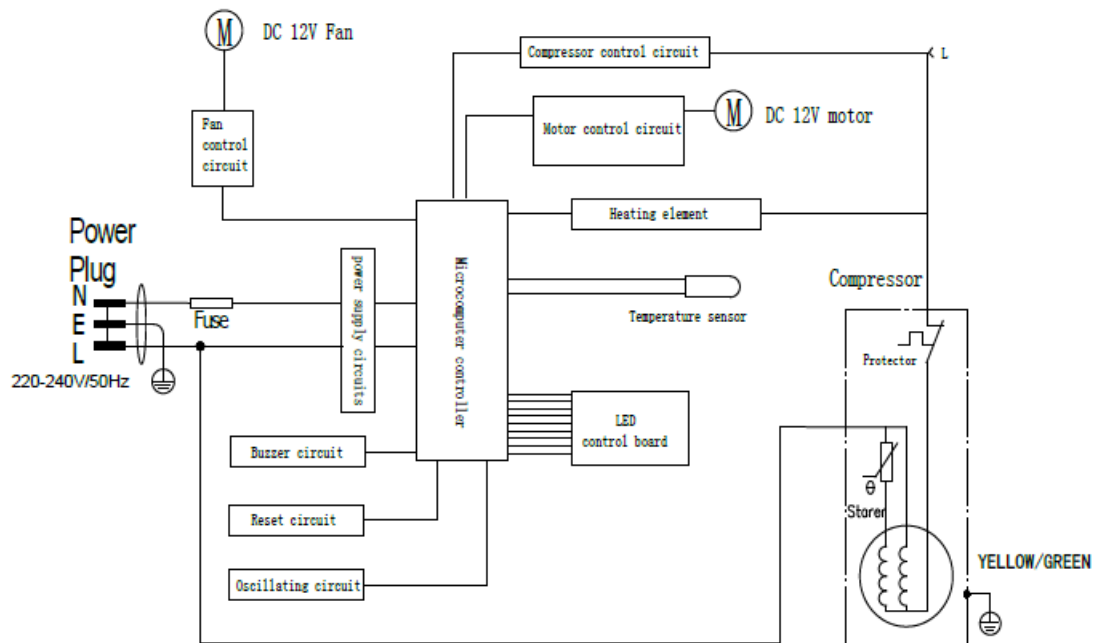 M
DC 12V Fan
Compressor control circuit
L
Fan
control
circuit
Motor control circuit
M
DC 12V motor
Heating element
Power
Plug
N
E
L
220-240V/50Hz
Fuse
power supply circuits
Microcomputer controller
Temperature sensor
Compressor
Protector
LED
control board
Buzzer circuit
Reset circuit
Oscillating circuit
θ
Starer
YELLOW/GREEN